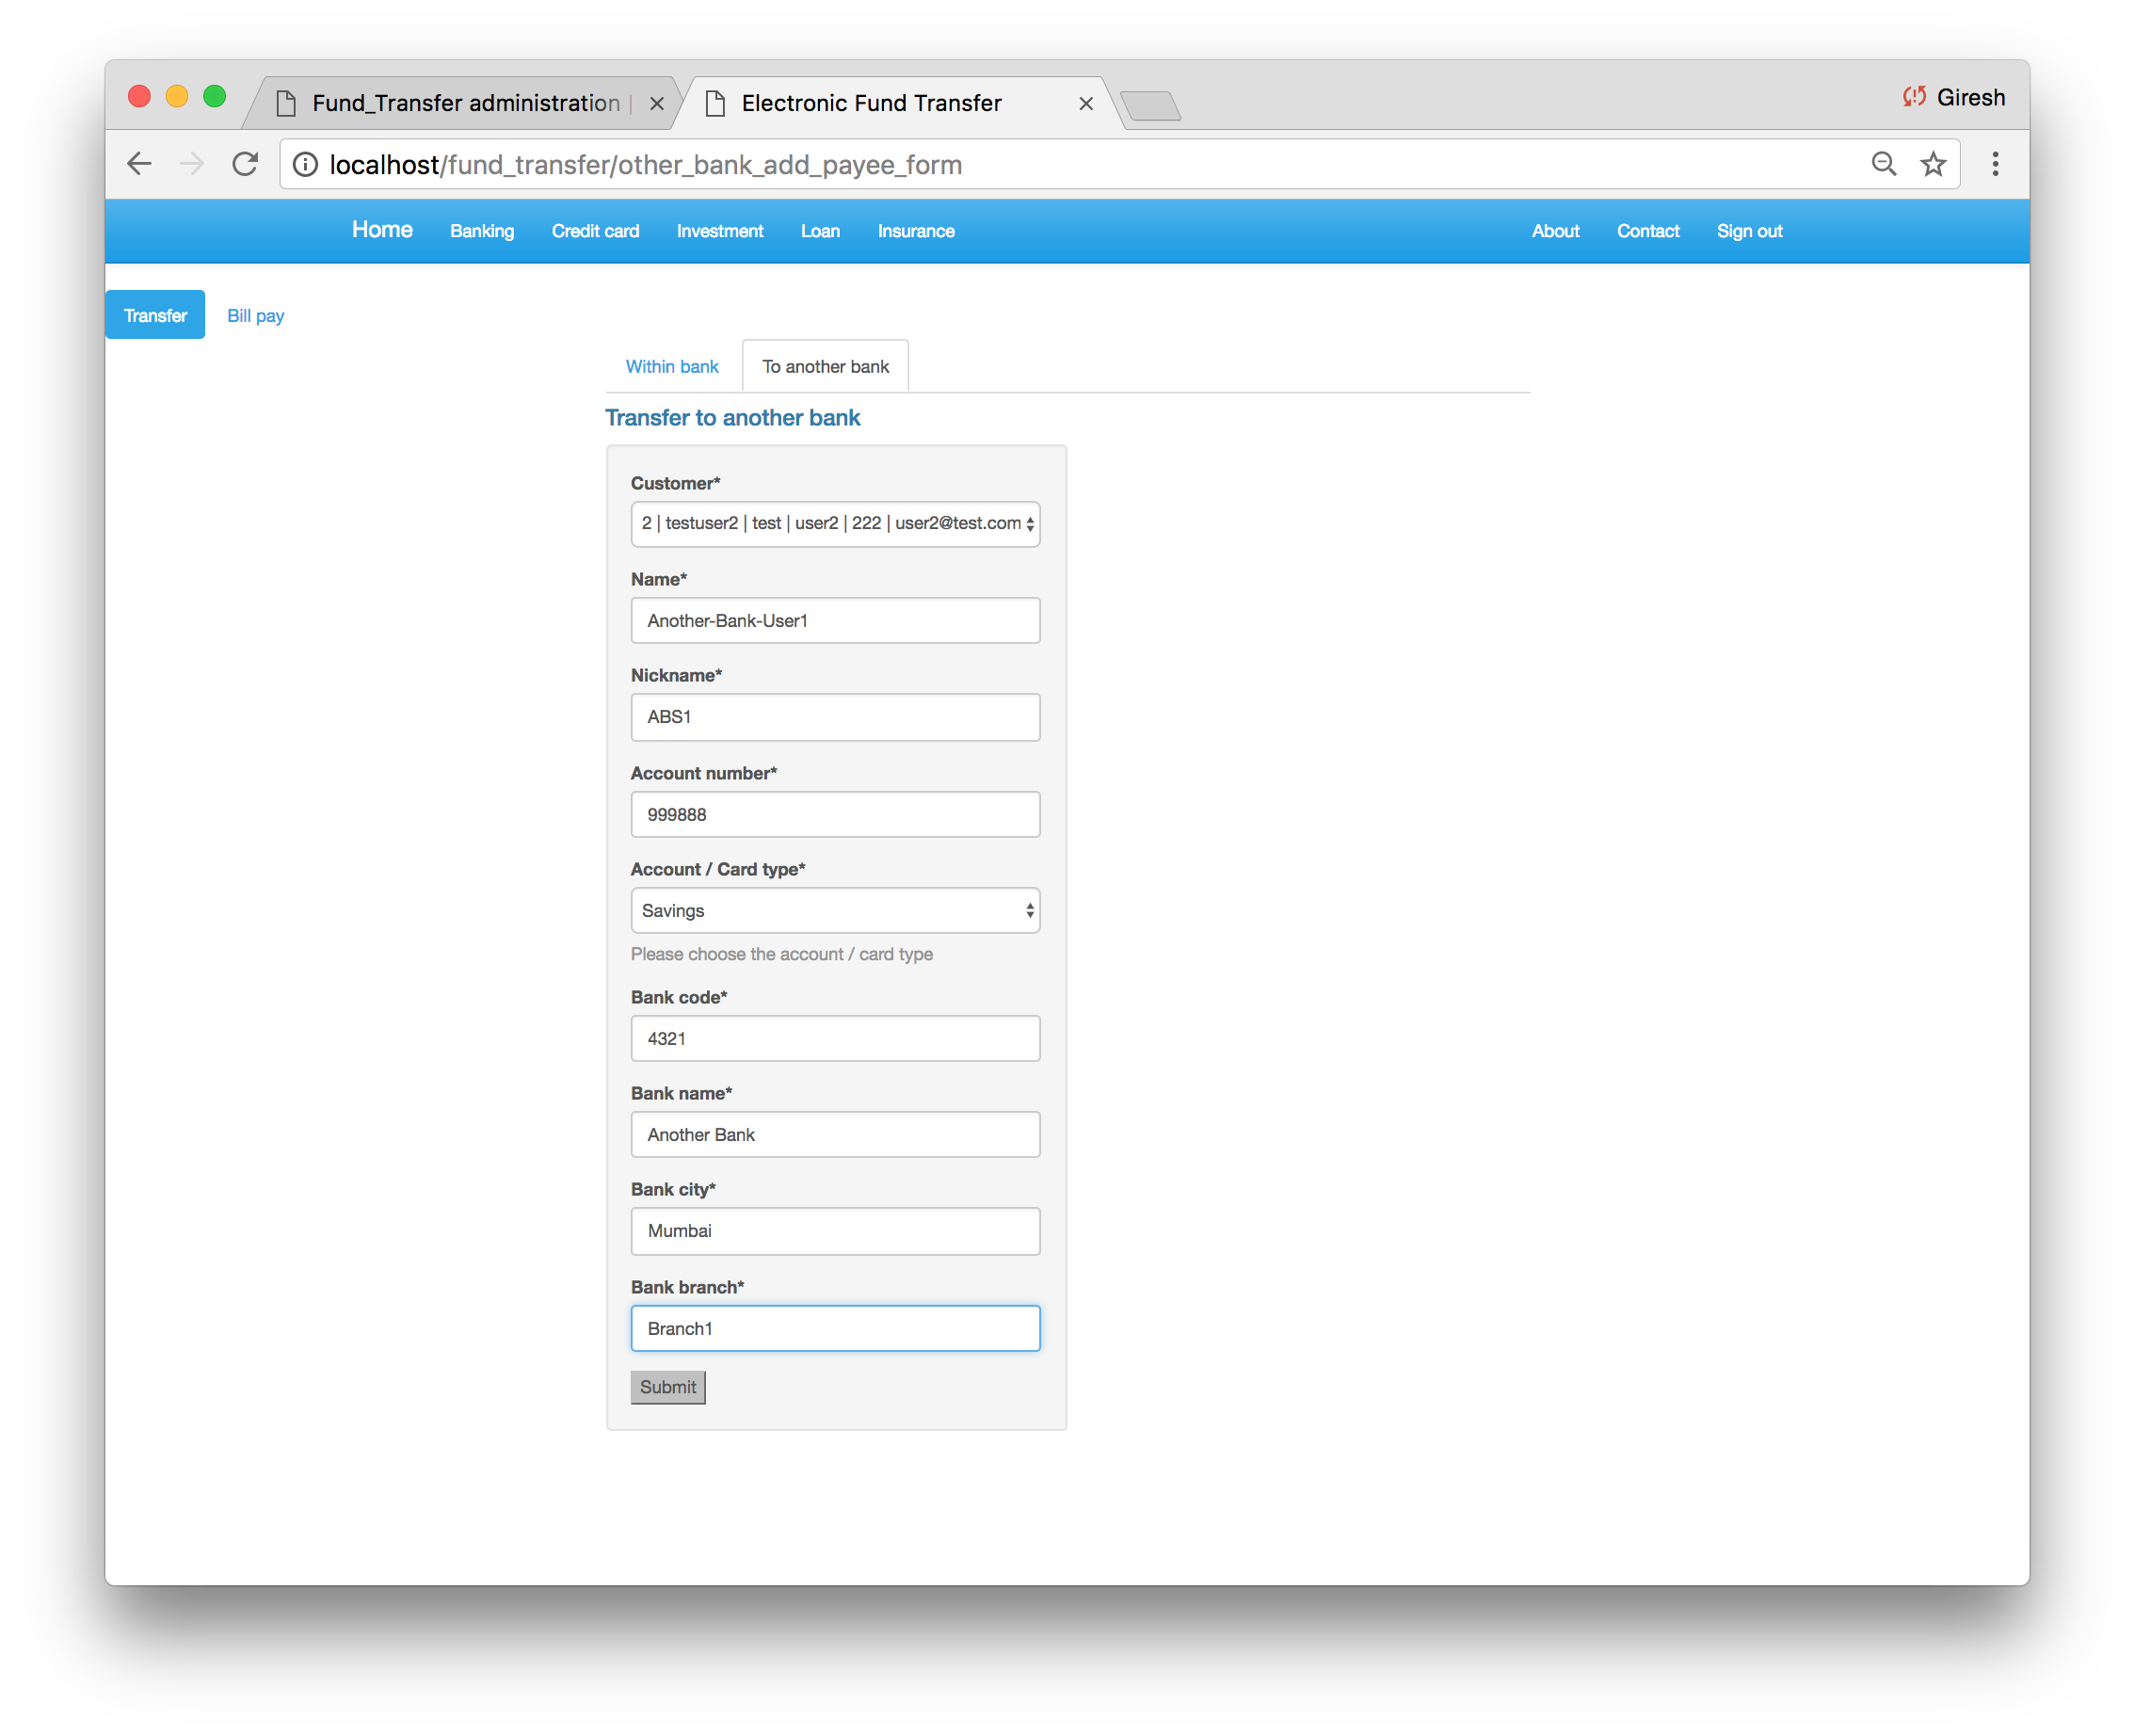 Fund_Transfer administration |
Electronic Fund Transfer
Giresh
localhost/fund_transfer/other_bank_add_payee_form
Home Banking Credit card Investment Loan Insurance About Contact Sign out
Transfer Bill pay
Within bank To another bank
Transfer to another bank
Customer*
2 | testuser2 | test | user2 | 222 | user2@test.com
Name*
Another-Bank-User1
Nickname*
ABS1
Account number*
999888
Account / Card type*
Savings
Please choose the account / card type
Bank code*
4321
Bank name*
Another Bank
Bank city*
Mumbai
Bank branch*
Branch1
Submit